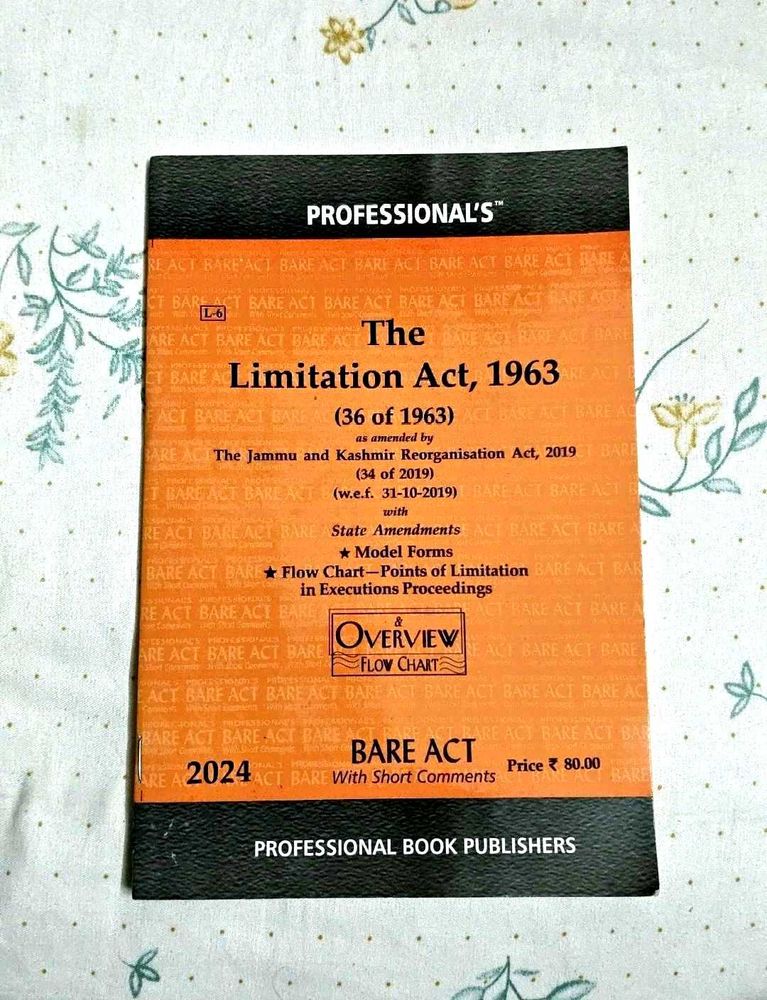 PROFESSIONAL'S™
L-6
The
Limitation Act, 1963
(36 of 1963)
as amended by
The Jammu and Kashmir Reorganisation Act, 2019
(34 of 2019)
(w.e.f. 31-10-2019)
with
State Amendments
★ Model Forms
★ Flow Chart—Points of Limitation
in Executions Proceedings
&
OVERVIEW
FLOW CHART
BARE ACT
2024 With Short Comments Price ₹ 80.00
PROFESSIONAL BOOK PUBLISHERS